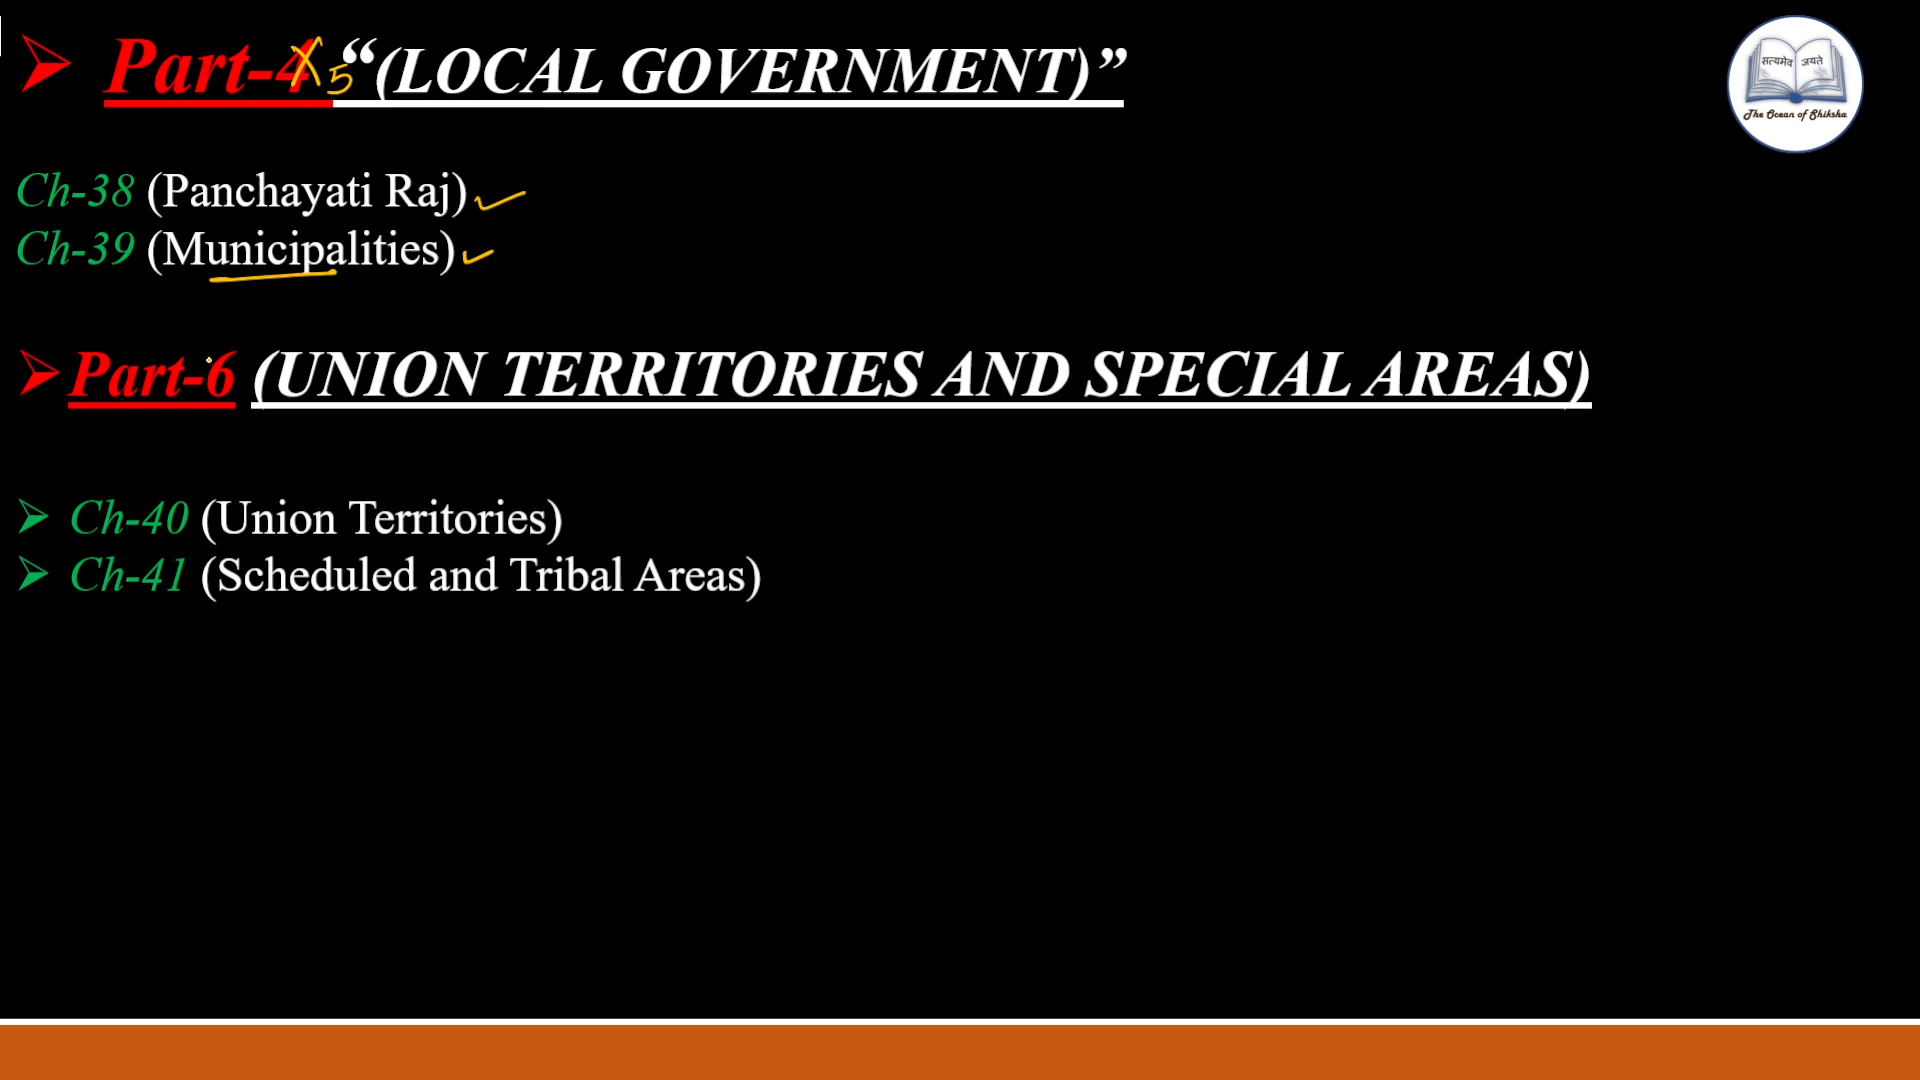 Part-4 5 “(LOCAL GOVERNMENT)”
सत्यमेव जयते
The Ocean of Shiksha
Ch-38 (Panchayati Raj)
Ch-39 (Municipalities)
Part-6 (UNION TERRITORIES AND SPECIAL AREAS)
Ch-40 (Union Territories)
Ch-41 (Scheduled and Tribal Areas)